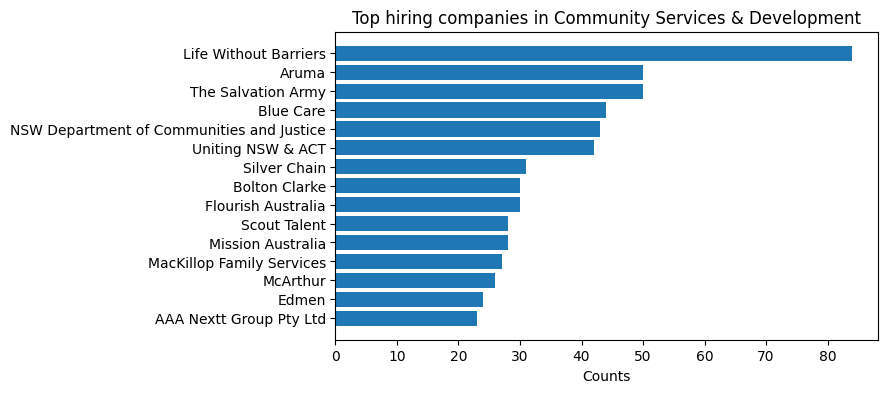 Top hiring companies in Community Services & Development
Life Without Barriers
Aruma
The Salvation Army
Blue Care
NSW Department of Communities and Justice
Uniting NSW & ACT
Silver Chain
Bolton Clarke
Flourish Australia
Scout Talent
Mission Australia
MacKillop Family Services
McArthur
Edmen
AAA Nextt Group Pty Ltd
0 10 20 30 40 50 60 70 80
Counts